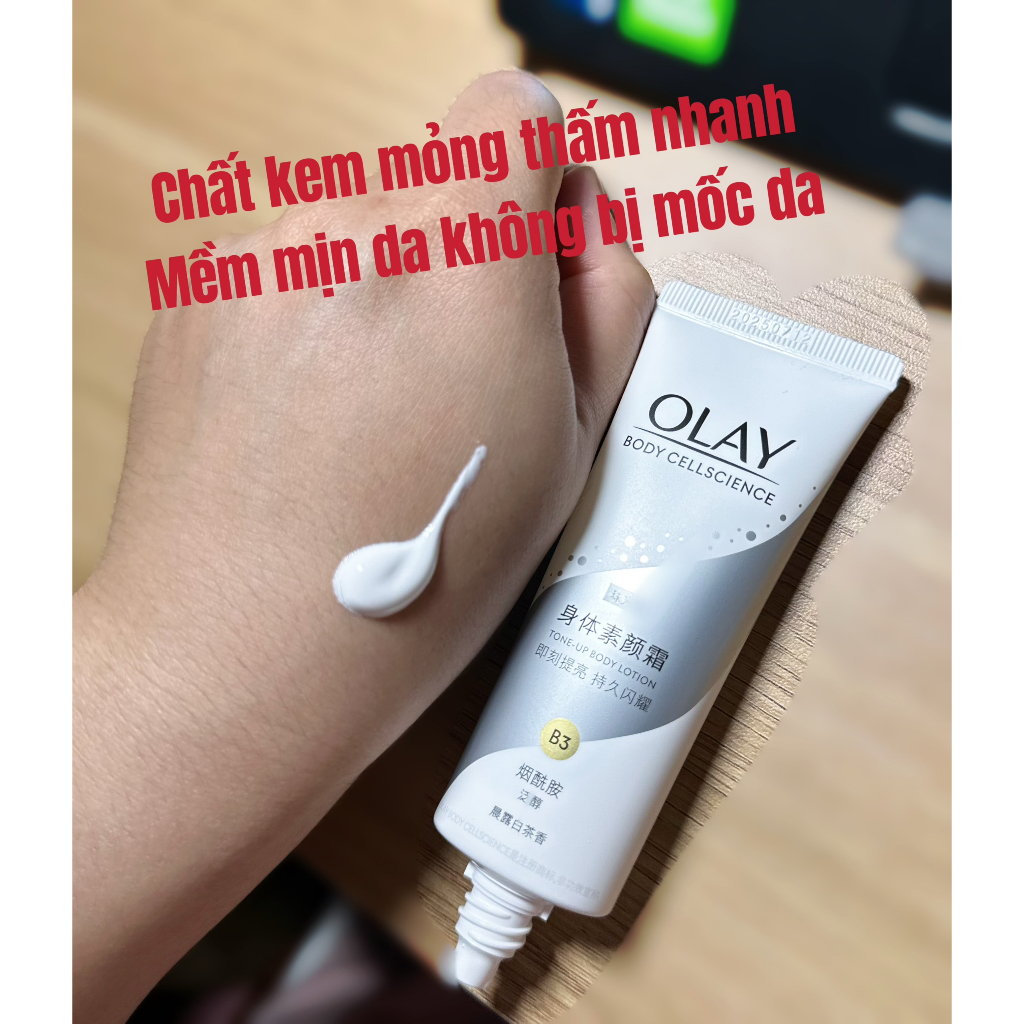 Chất kem mỏng thấm nhanh
Mềm mịn da không bị mốc da
OLAY
BODY CELLSCIENCE
身体素颜霜
TONE-UP BODY LOTION
即刻提亮 持久闪耀
B3
烟酰胺
泛醇
晨露白茶香